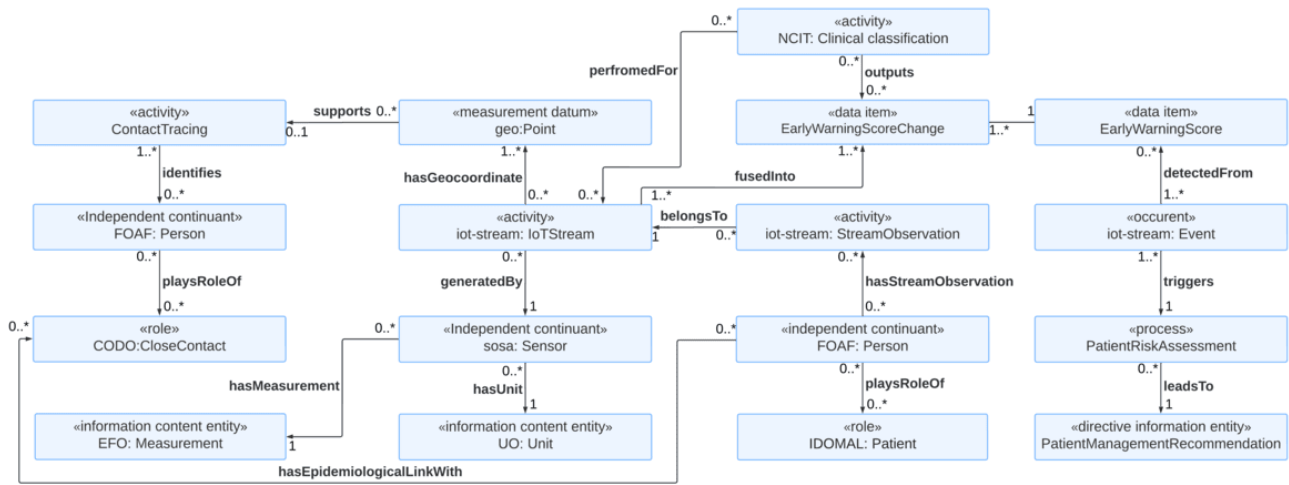 0..*
«activity»
NCIT: Clinical classification
perfromedFor
0..*
outputs
0..*
«activity»
ContactTracing
supports
0..*
0..1
«measurement datum»
geo:Point
«data item»
EarlyWarningScoreChange
1
1..*
«data item»
EarlyWarningScore
1..*
identifies
0..*
1..*
hasGeocoordinate
0..*
0..*
1..*
fusedInto
1..*
0..*
detectedFrom
1..*
«Independent continuant»
FOAF: Person
«activity»
iot-stream: IoTStream
belongsTo
1
0..*
«activity»
iot-stream: StreamObservation
«occurent»
iot-stream: Event
0..*
playsRoleOf
0..*
0..*
generatedBy
1
0..*
hasStreamObservation
0..*
1..*
triggers
1
0..*
«role»
CODO:CloseContact
0..*
«Independent continuant»
sosa: Sensor
0..*
«independent continuant»
FOAF: Person
«process»
PatientRiskAssessment
hasMeasurement
1
0..*
hasUnit
1
0..*
playsRoleOf
0..*
0..*
leadsTo
1
«information content entity»
EFO: Measurement
«information content entity»
UO: Unit
«role»
IDOMAL: Patient
«directive information entity»
PatientManagementRecommendation
hasEpidemiologicalLinkWith